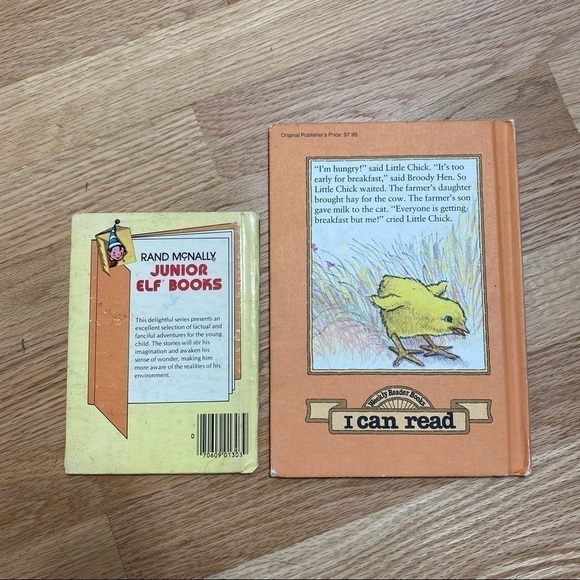 RAND MCNALLY
JUNIOR
ELF BOOKS
This delightful series presents an
excellent selection of factual and
fanciful adventures for the young
child. The stories will stir his
imagination and awaken his
sense of wonder, making him
more aware of the realities of his
environment.
0
70609 01303
Original Publisher's Price: $7.95
"I'm hungry!" said Little Chick. "It's too
early for breakfast," said Broody Hen. So
Little Chick waited. The farmer's daughter
brought hay for the cow. The farmer's son
gave milk to the cat. "Everyone is getting
breakfast but me!" cried Little Chick.
Weekly Reader Books
I can read